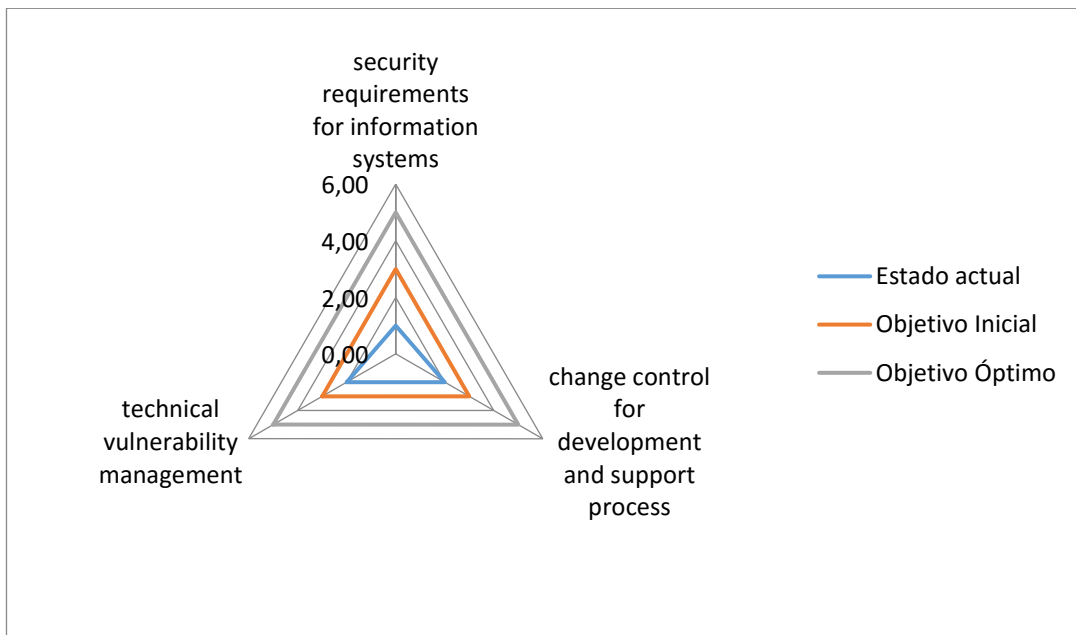 security
requirements
for information
systems
6,00
4,00
2,00
0,00
technical
vulnerability
management
change control
for
development
and support
process
Estado actual
Objetivo Inicial
Objetivo Óptimo